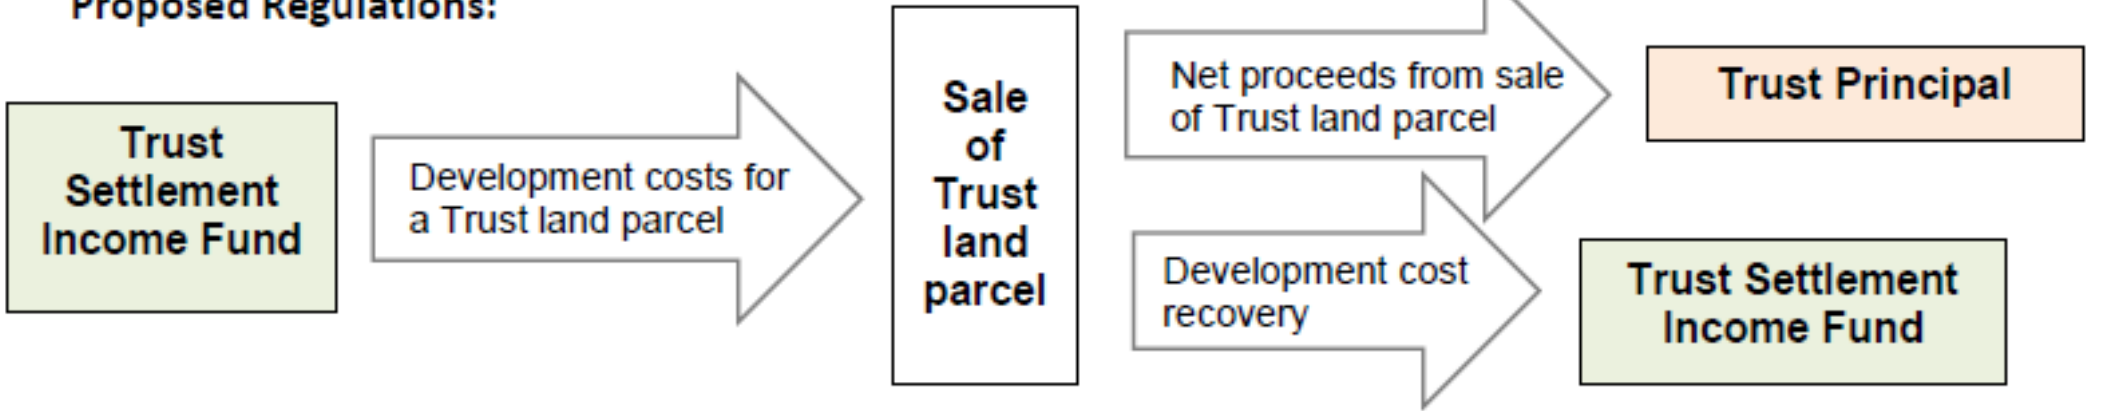 Proposed Regulations:
Trust
Settlement
Income Fund
Development costs for
a Trust land parcel
Sale
of
Trust
land
parcel
Net proceeds from sale
of Trust land parcel
Trust Principal
Development cost
recovery
Trust Settlement
Income Fund